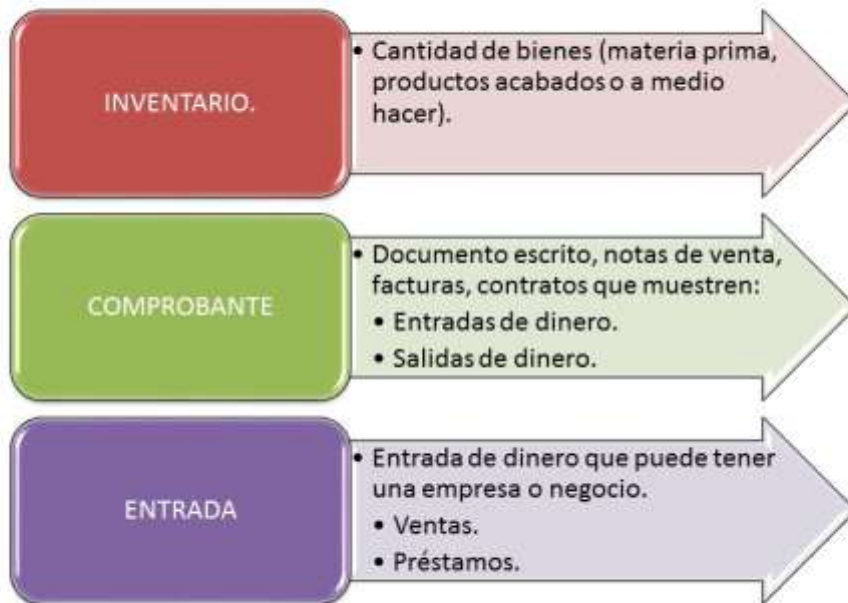 INVENTARIO.
• Cantidad de bienes (materia prima,
productos acabados o a medio
hacer).
COMPROBANTE
• Documento escrito, notas de venta,
facturas, contratos que muestren:
• Entradas de dinero.
• Salidas de dinero.
ENTRADA
• Entrada de dinero que puede tener
una empresa o negocio.
• Ventas.
• Préstamos.